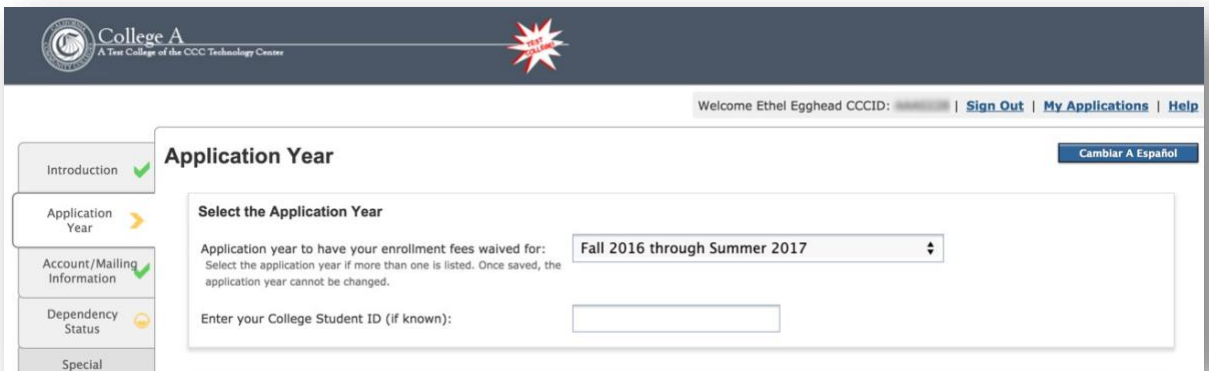 College A
A Test College of the CCC Technology Center
TEST
COLLEGE
Welcome Ethel Egghead CCCID: | Sign Out | My Applications | Help
Introduction
Application Year
Cambiar A Español
Application
Year
Select the Application Year
Application year to have your enrollment fees waived for:
Fall 2016 through Summer 2017
Select the application year if more than one is listed. Once saved, the
application year cannot be changed.
Account/Mailing
Information
Enter your College Student ID (if known):
Dependency
Status
Special